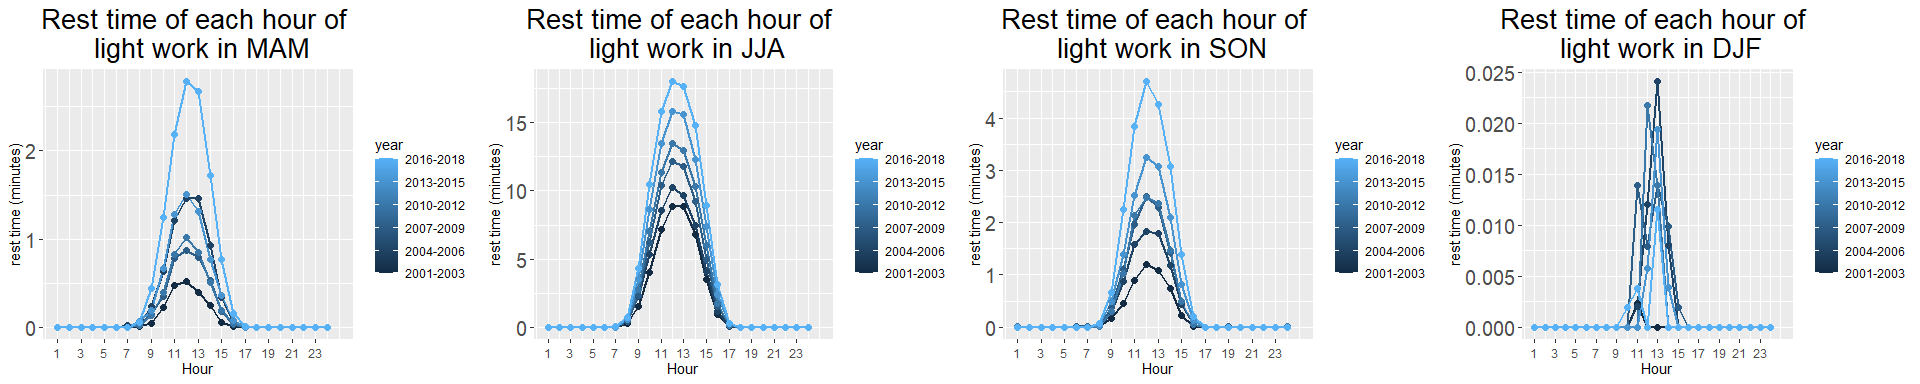 Rest time of each hour of
light work in MAM
rest time (minutes)
2
1
0
1 3 5 7 9 11 13 15 17 19 21 23
Hour
year
2016-2018
2013-2015
2010-2012
2007-2009
2004-2006
2001-2003
Rest time of each hour of
light work in JJA
rest time (minutes)
15
10
5
0
1 3 5 7 9 11 13 15 17 19 21 23
Hour
year
2016-2018
2013-2015
2010-2012
2007-2009
2004-2006
2001-2003
Rest time of each hour of
light work in SON
rest time (minutes)
4
3
2
1
0
1 3 5 7 9 11 13 15 17 19 21 23
Hour
year
2016-2018
2013-2015
2010-2012
2007-2009
2004-2006
2001-2003
Rest time of each hour of
light work in DJF
rest time (minutes)
0.025
0.020
0.015
0.010
0.005
0.000
1 3 5 7 9 11 13 15 17 19 21 23
Hour
year
2016-2018
2013-2015
2010-2012
2007-2009
2004-2006
2001-2003